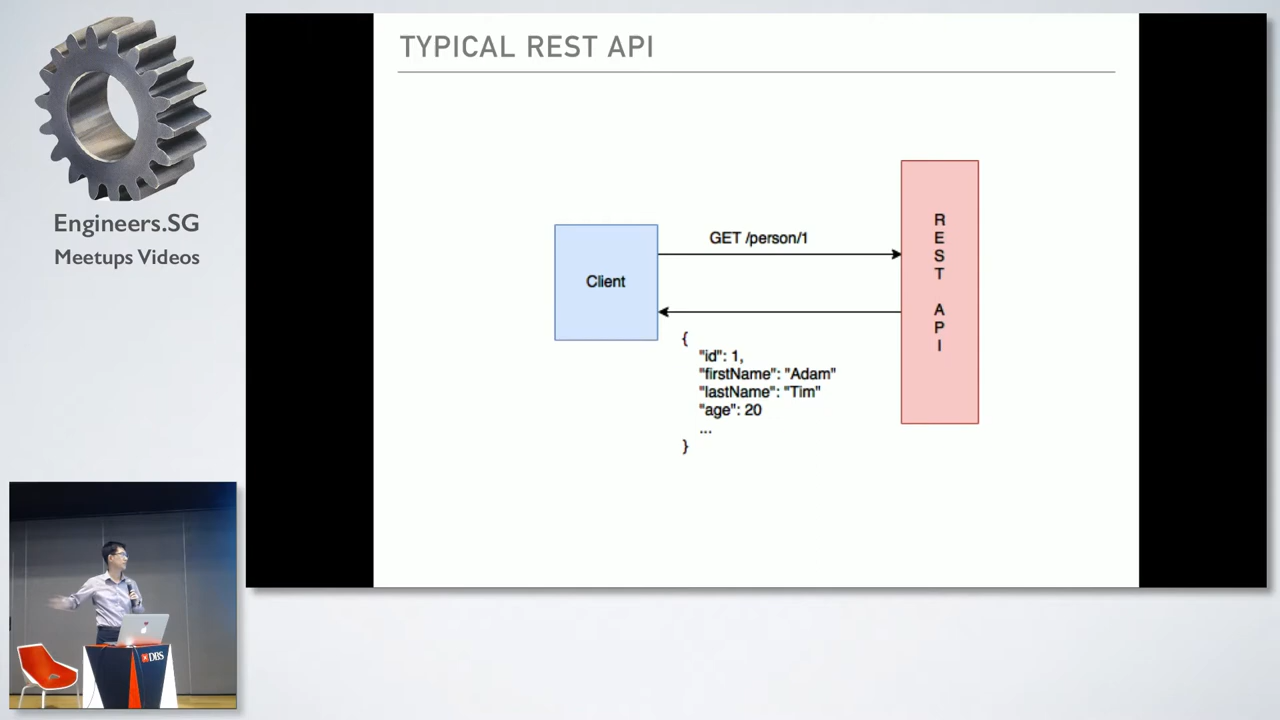 TYPICAL REST API
Engineers.SG
Meetups Videos
Client
GET /person/1
{
"id": 1,
"firstName": "Adam"
"lastName": "Tim"
"age": 20
...
}
R
E
S
T
A
P
I
DBS